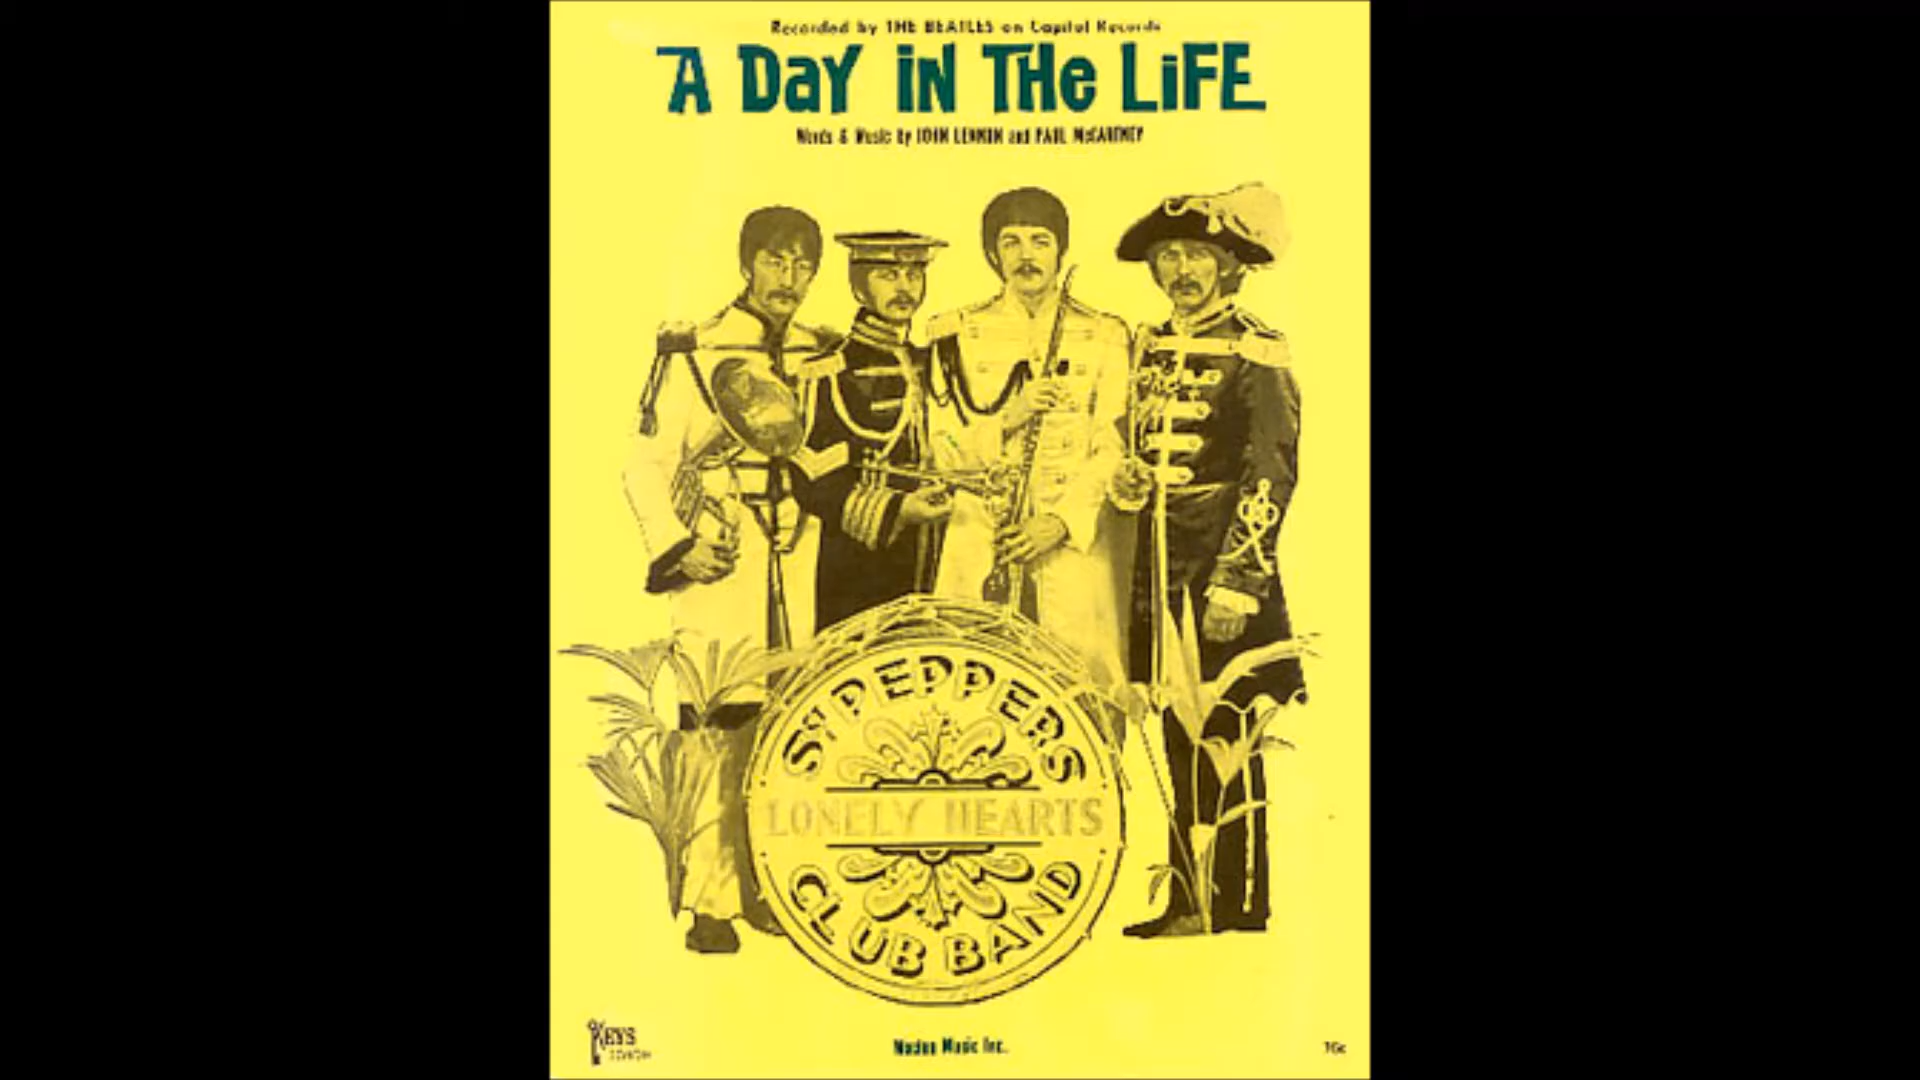 Recorded by THE BEATLES on Capitol Records
A DaY iN THe LiFE
Words & Music by JOHN LENNON and PAUL McCARTNEY
SGT PEPPERS
LONELY HEARTS
CLUB BAND
KEYS
Maclen Music Inc.